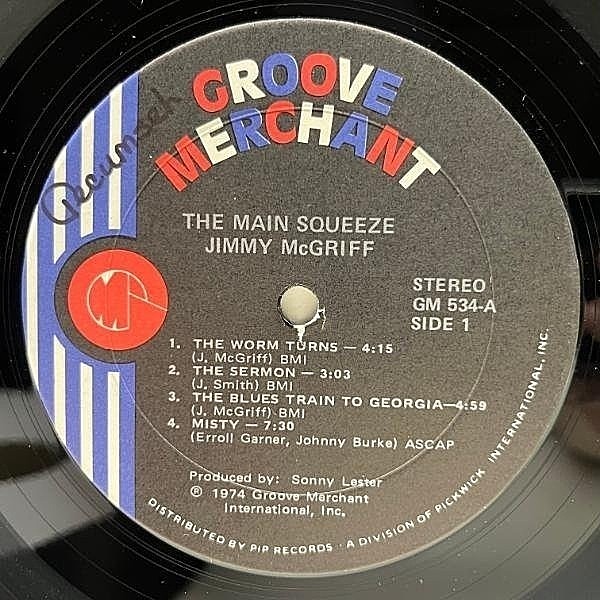 Tecumseh
GROOVE
MERCHANT
THE MAIN SQUEEZE
JIMMY McGRIFF
STEREO
GM 534-A
SIDE 1
1. THE WORM TURNS — 4:15
(J. McGriff) BMI
2. THE SERMON — 3:03
(J. Smith) BMI
3. THE BLUES TRAIN TO GEORGIA—4:59
(J. McGriff) BMI
4. MISTY — 7:30
(Erroll Garner, Johnny Burke) ASCAP
Produced by: Sonny Lester
℗ 1974 Groove Merchant
International, Inc.
DISTRIBUTED BY PIP RECORDS · A DIVISION OF PICKWICK INTERNATIONAL, INC.